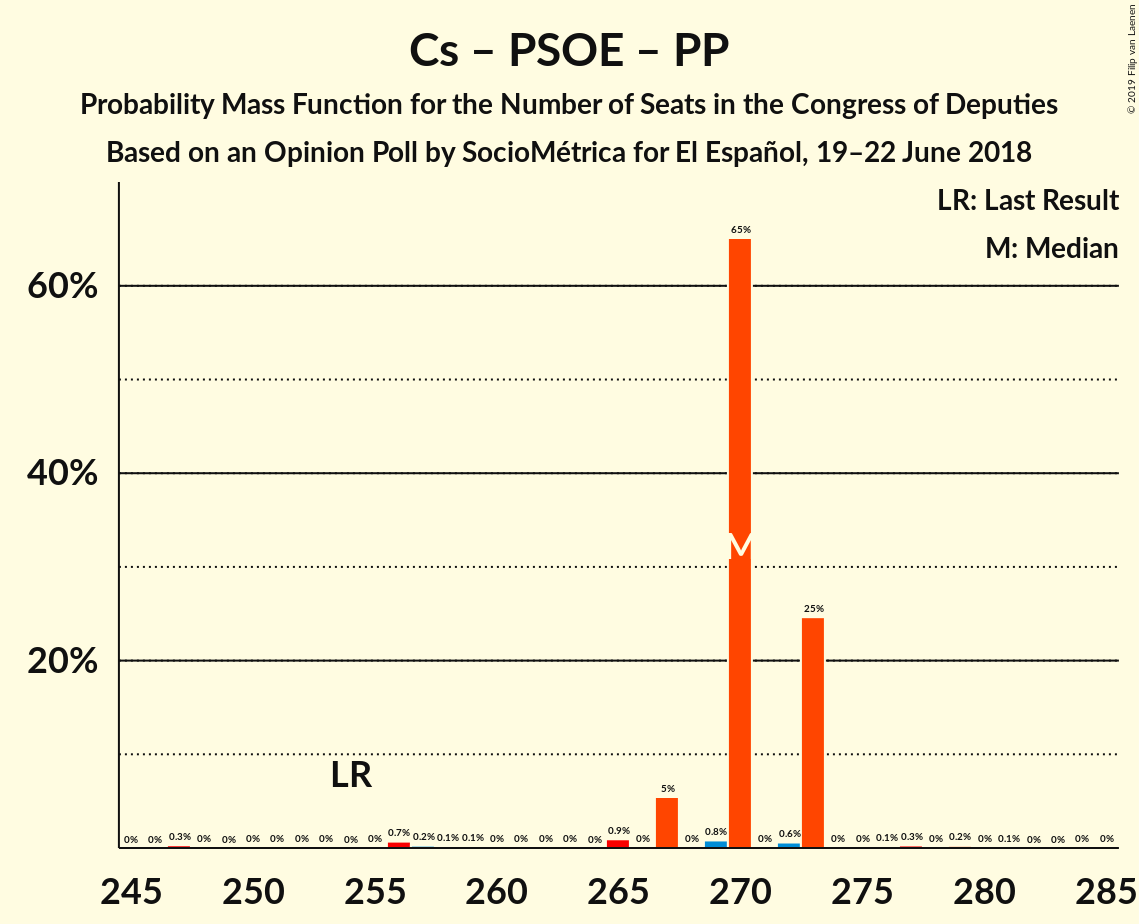 © 2019 Filip van Laenen
Cs – PSOE – PP
Probability Mass Function for the Number of Seats in the Congress of Deputies
Based on an Opinion Poll by SocioMétrica for El Español, 19–22 June 2018
LR: Last Result
M: Median
65%
60%
40%
M
25%
20%
LR
5%
0% 0% 0.3% 0% 0% 0% 0% 0% 0% 0% 0% 0.7% 0.2% 0.1% 0.1% 0% 0% 0% 0% 0% 0.9% 0% 0% 0.8% 0% 0.6% 0% 0% 0.1% 0.3% 0% 0.2% 0% 0.1% 0% 0% 0% 0%
245 250 255 260 265 270 275 280 285